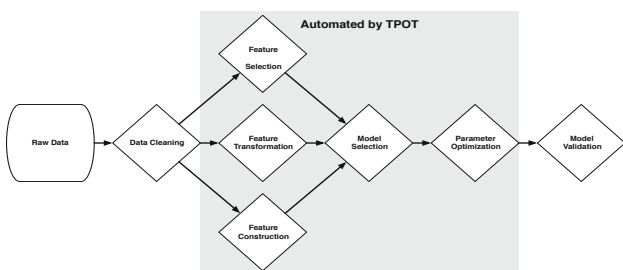 Automated by TPOT
Feature
Selection
Raw Data
Data Cleaning
Feature
Transformation
Model
Selection
Parameter
Optimization
Model
Validation
Feature
Construction